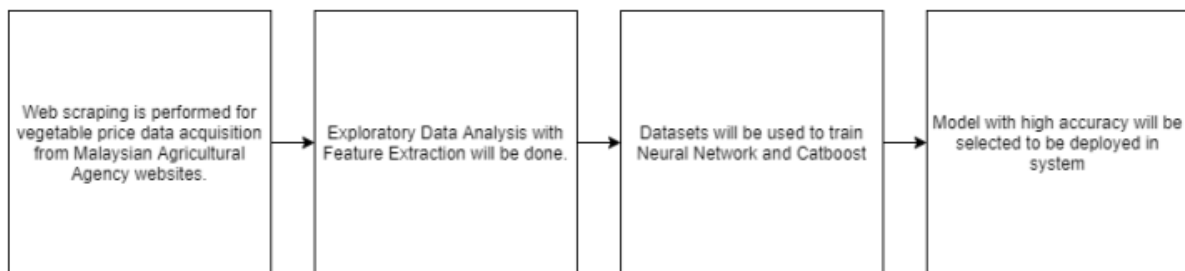 Web scraping is performed for
vegetable price data acquisition
from Malaysian Agricultural
Agency websites.
Exploratory Data Analysis with
Feature Extraction will be done.
Datasets will be used to train
Neural Network and Catboost
Model with high accuracy will be
selected to be deployed in
system